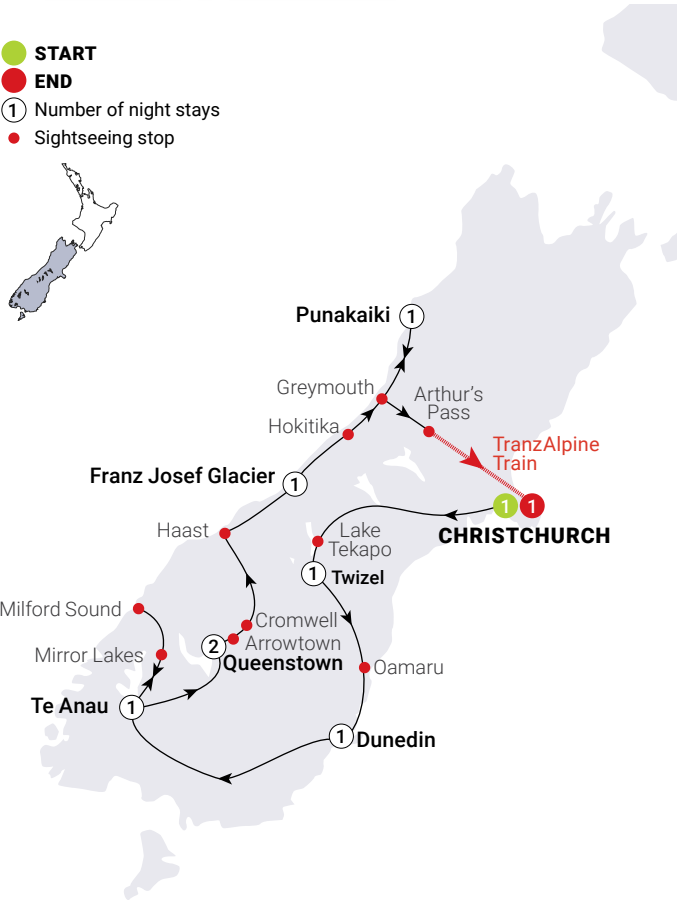 START
END
1 Number of night stays
Sightseeing stop
Punakaiki 1
Greymouth
Arthur's
Pass
Hokitika
TranzAlpine
Train
Franz Josef Glacier 1
1 1
CHRISTCHURCH
Haast
Lake
Tekapo
1 Twizel
Milford Sound
Cromwell
Arrowtown
2
Queenstown
Mirror Lakes
Oamaru
Te Anau 1
1 Dunedin